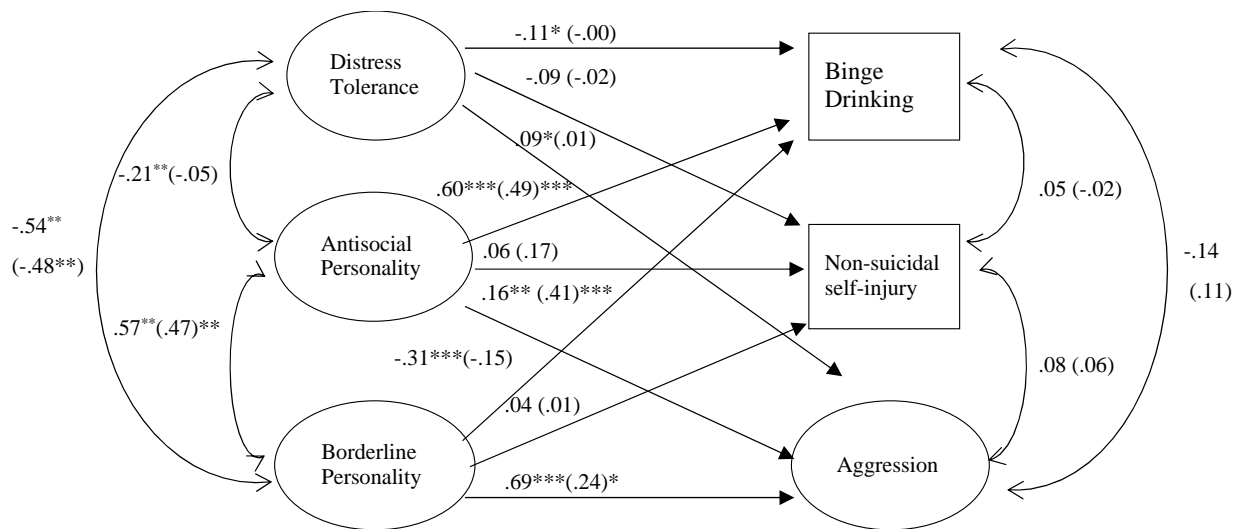 -.11* (-.00)
Distress
Tolerance
Binge
Drinking
-.09 (-.02)
.09*(.01)
-.21**(-.05)
.60***(.49)***
.05 (-.02)
-.54**
(-.48**)
Antisocial
Personality
.06 (.17)
Non-suicidal
self-injury
-.14
(.11)
.16** (.41)***
.57**(.47)**
-.31***(-.15)
.08 (.06)
.04 (.01)
Borderline
Personality
Aggression
.69***(.24)*